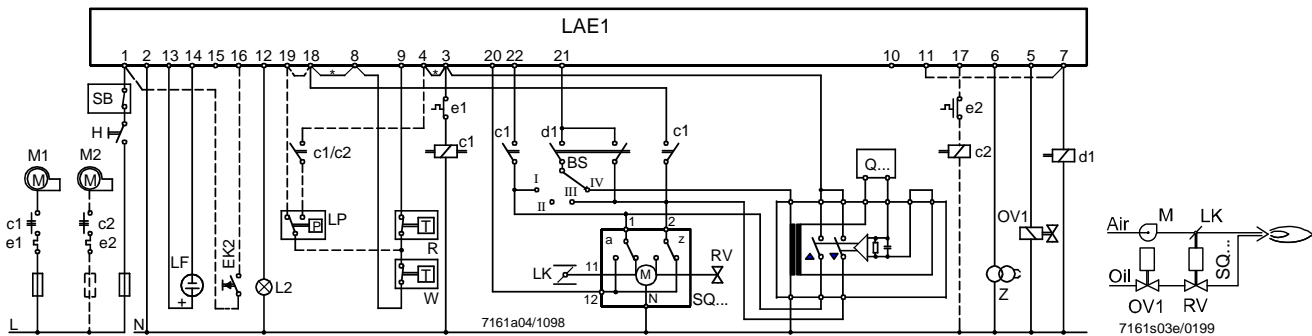 LAE1
1 2 13 14 15 16 12 19 18 8 9 4 3 20 22 21 10 11 17 6 5 7
* *
SB
e1
e2
H
c1
d1
c1
M1 M2
c1/c2
c1
c2
d1
BS
Q...
M M
I
III
IV
II
c1
c2
P
LP
T
R
1 2
OV1
Air
M
LK
e1
e2
EK2
a
z
RV
LF
LK
11
M
+
L2
T
W
12
N
SQ...
Z
Oil
SQ...
OV1
RV
L
N
7161a04/1098
7161s03e/0199